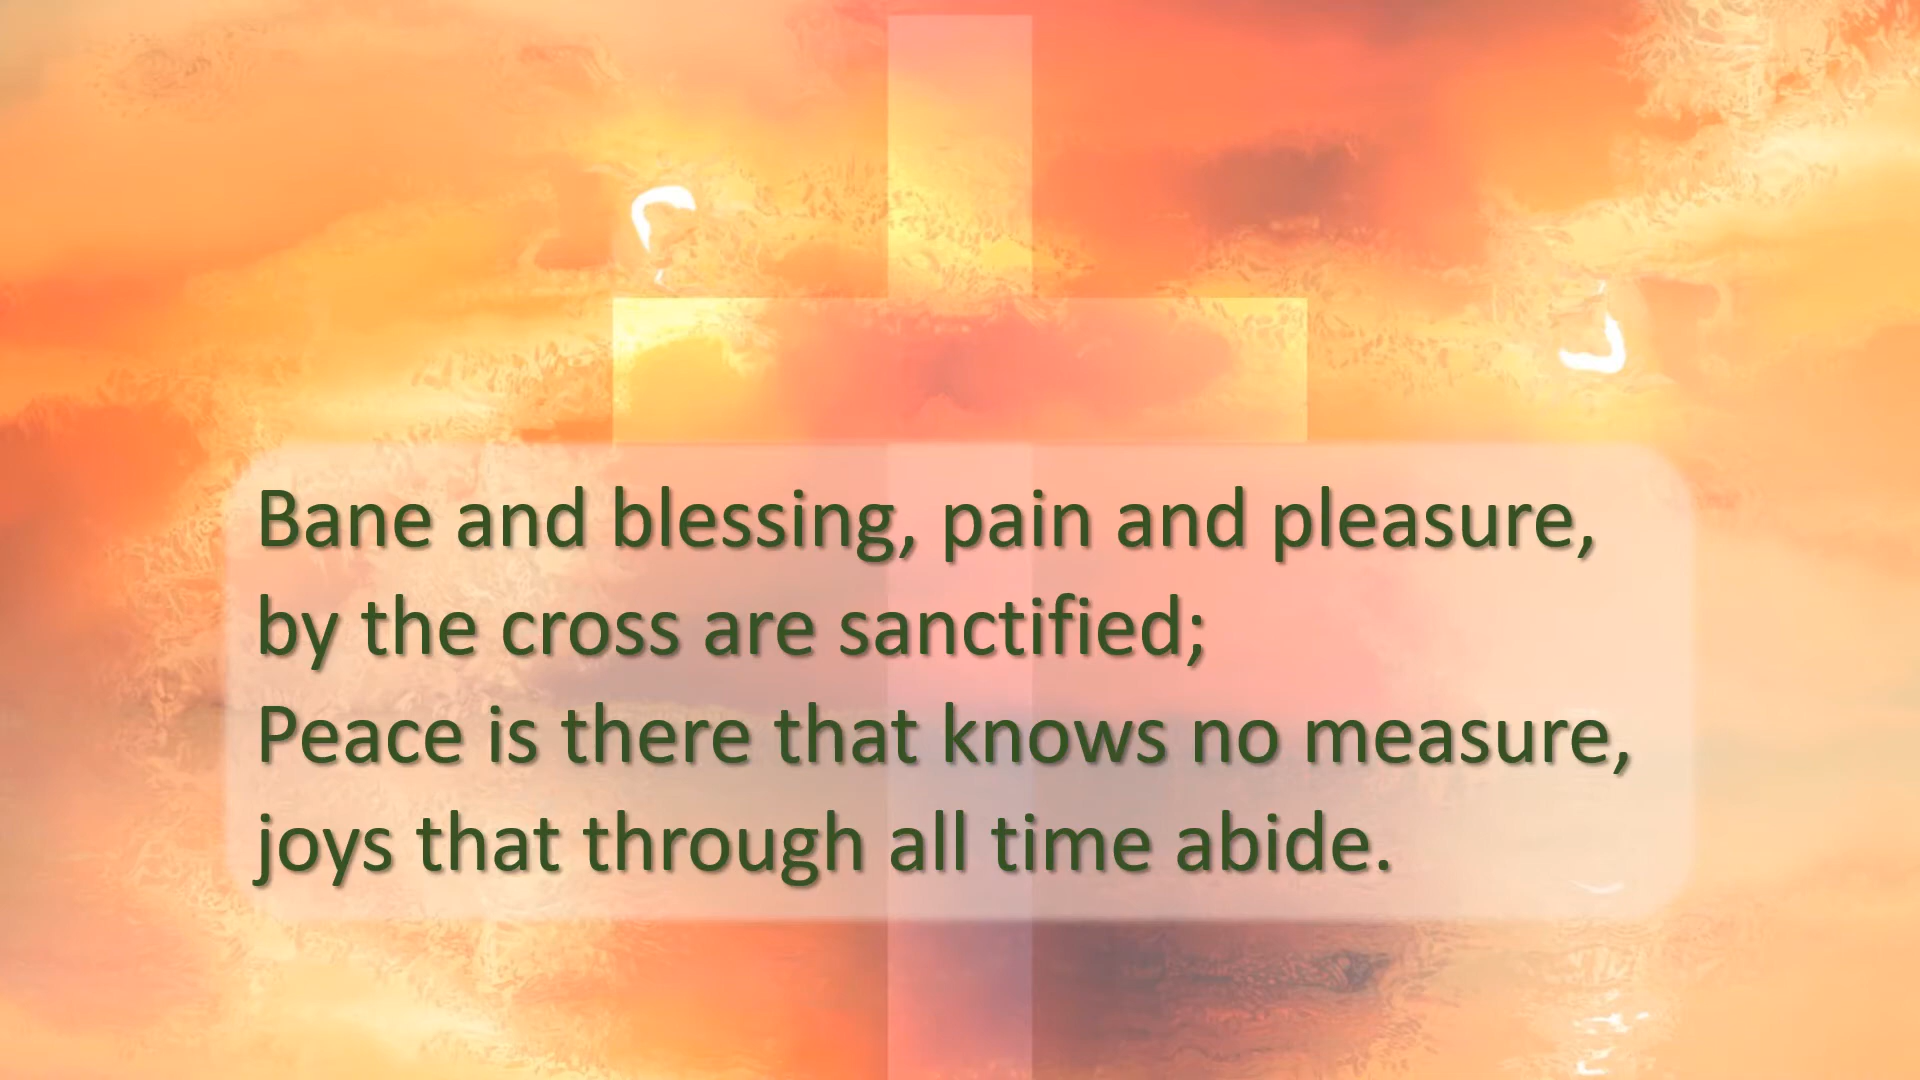 Bane and blessing, pain and pleasure,
by the cross are sanctified;
Peace is there that knows no measure,
joys that through all time abide.